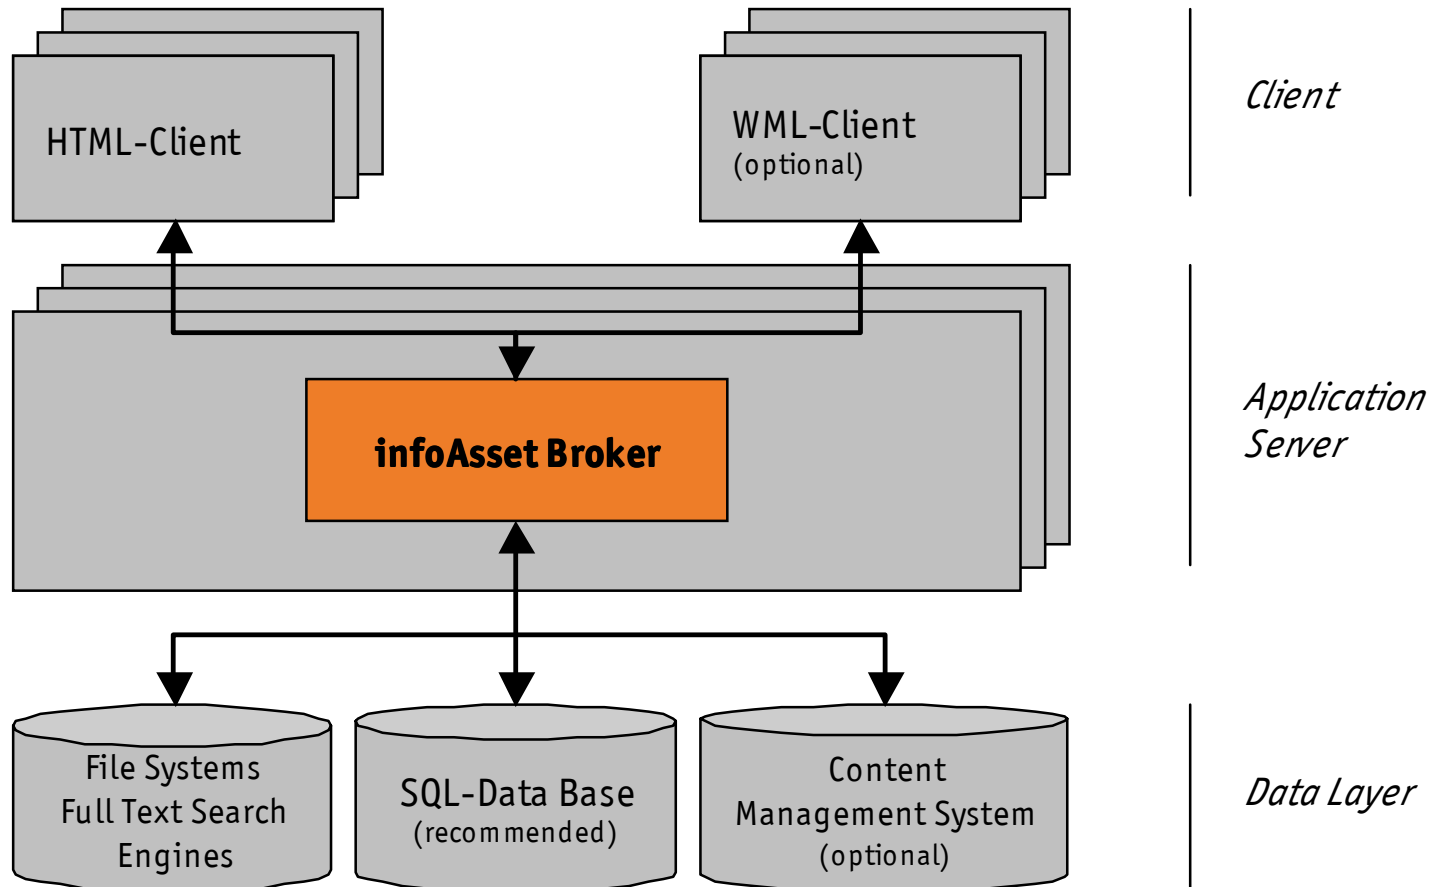 HTML-Client
WML-Client
(optional)
Client
infoAsset Broker
Application
Server
File Systems
Full Text Search
Engines
SQL-Data Base
(recommended)
Content
Management System
(optional)
Data Layer